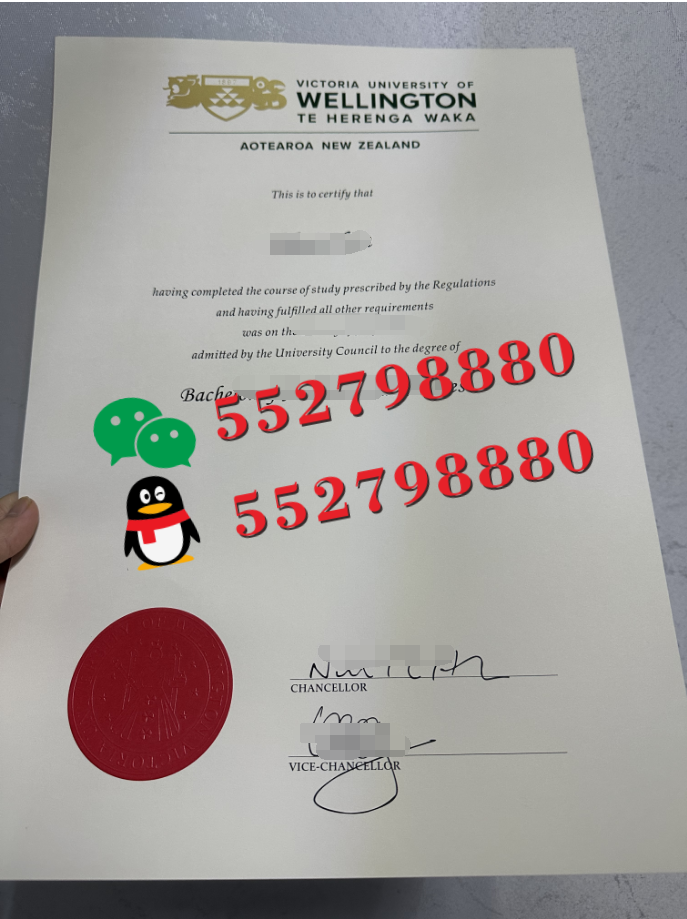 VICTORIA UNIVERSITY OF
WELLINGTON
TE HERENGA WAKA
AOTEAROA NEW ZEALAND
This is to certify that
having completed the course of study prescribed by the Regulations
and having fulfilled all other requirements
was on the
admitted by the University Council to the degree of
552798880
552798880
CHANCELLOR
VICE-CHANCELLOR